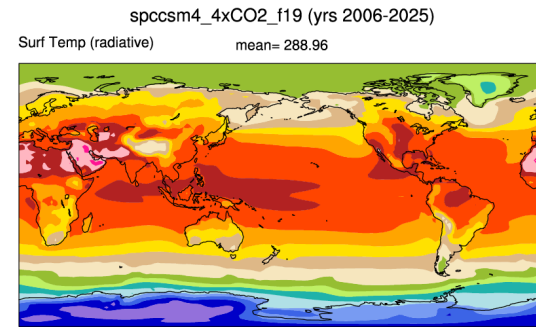 spccsm4_4xCO2_f19 (yrs 2006-2025)
Surf Temp (radiative)
mean= 288.96